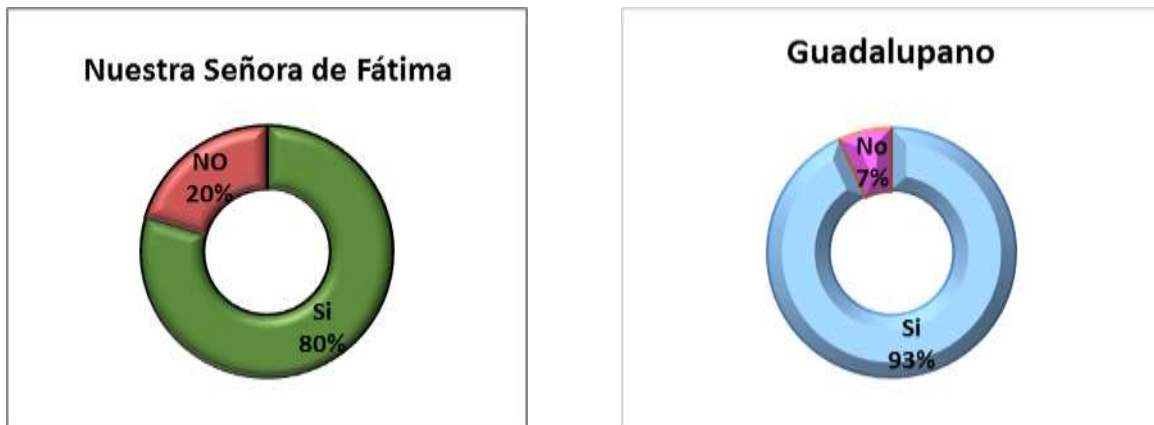 Nuestra Señora de Fátima
NO
20%
Si
80%
Guadalupano
No
7%
Si
93%